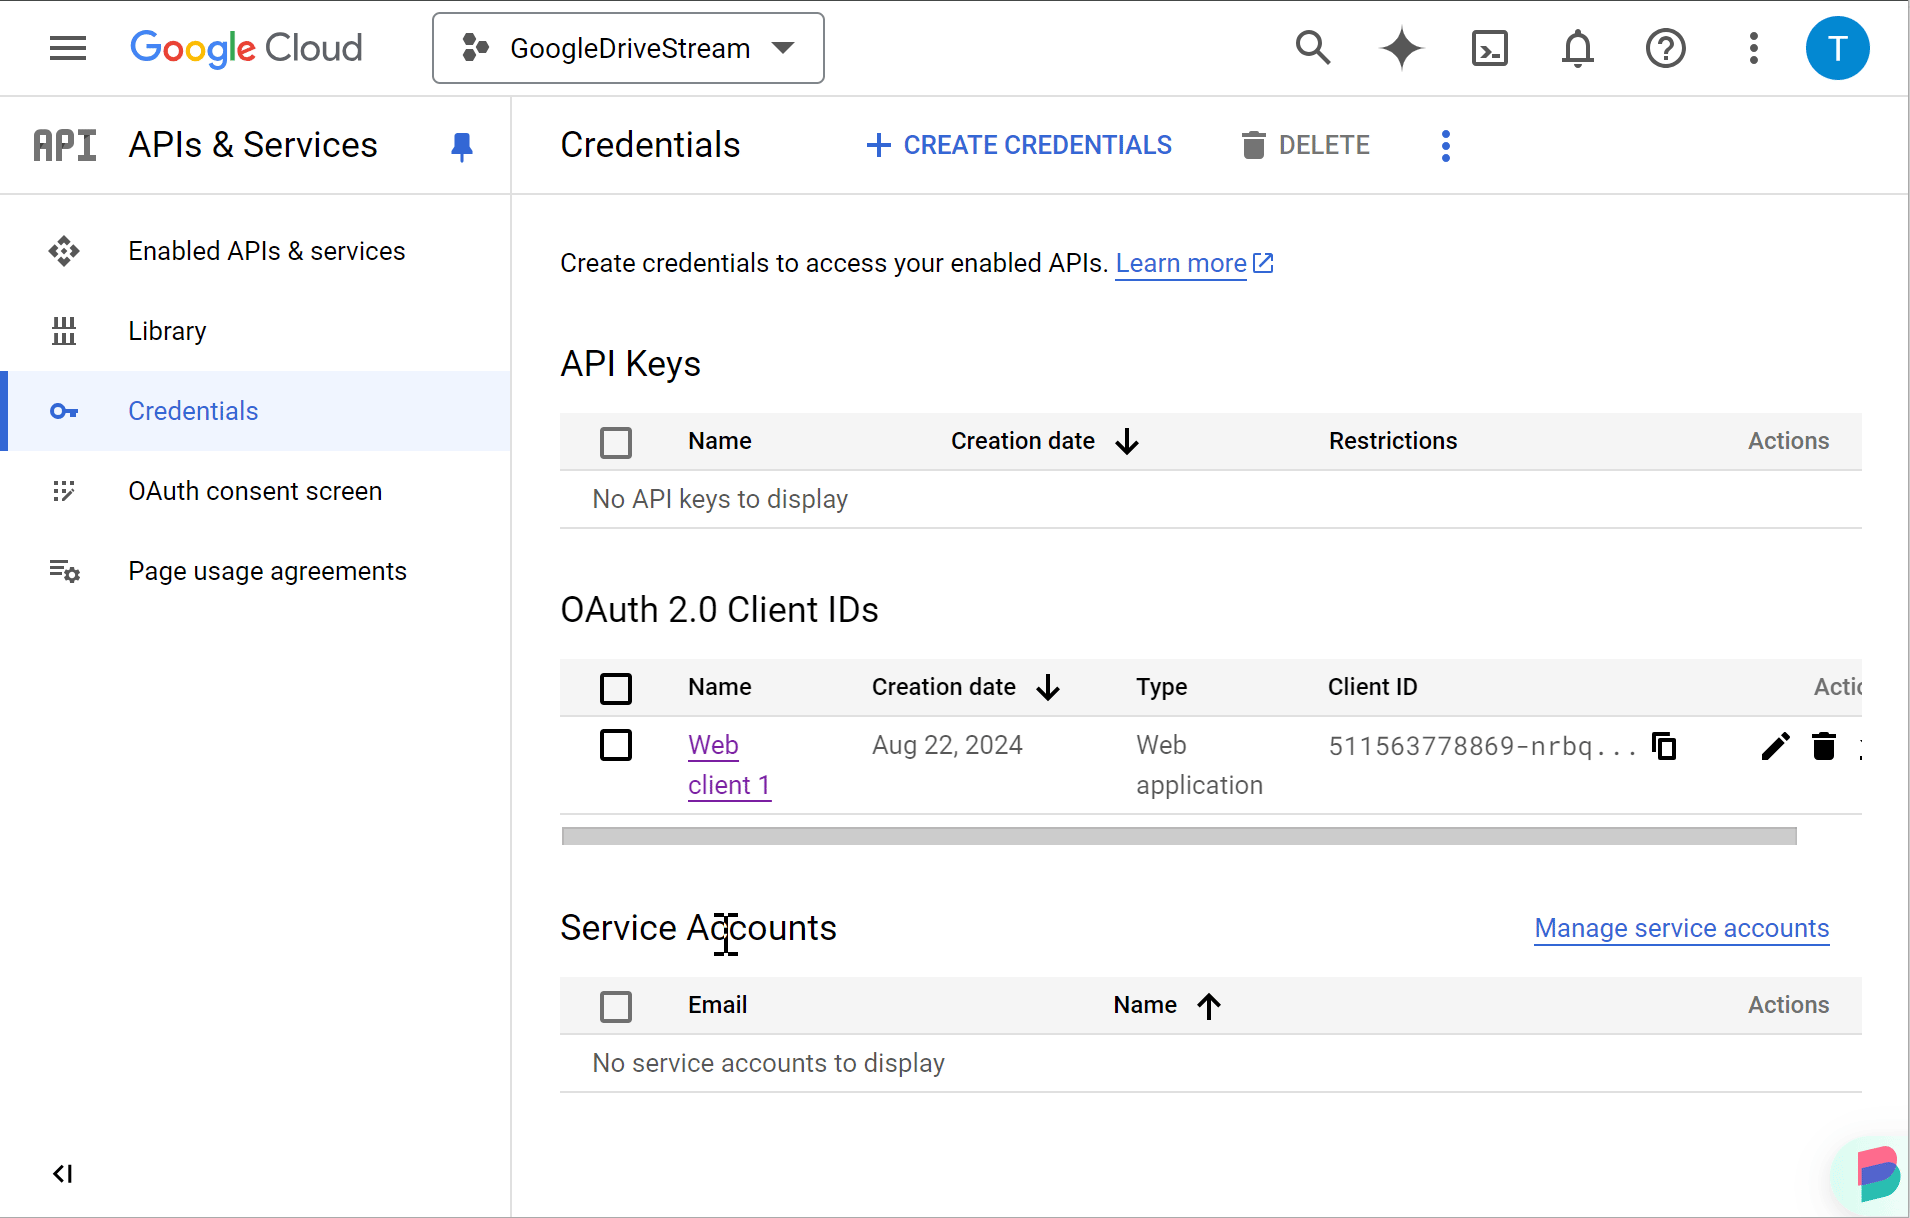 Google Cloud
GoogleDriveStream
T
API
APIs & Services
Credentials
CREATE CREDENTIALS
DELETE
Enabled APIs & services
Library
Credentials
OAuth consent screen
Page usage agreements
Create credentials to access your enabled APIs. Learn more
API Keys
Name Creation date Restrictions Actions
No API keys to display
OAuth 2.0 Client IDs
Name Creation date Type Client ID Actic
Web Aug 22, 2024 Web 511563778869-nrbq...
client 1 application
Service Accounts Manage service accounts
Email Name Actions
No service accounts to display